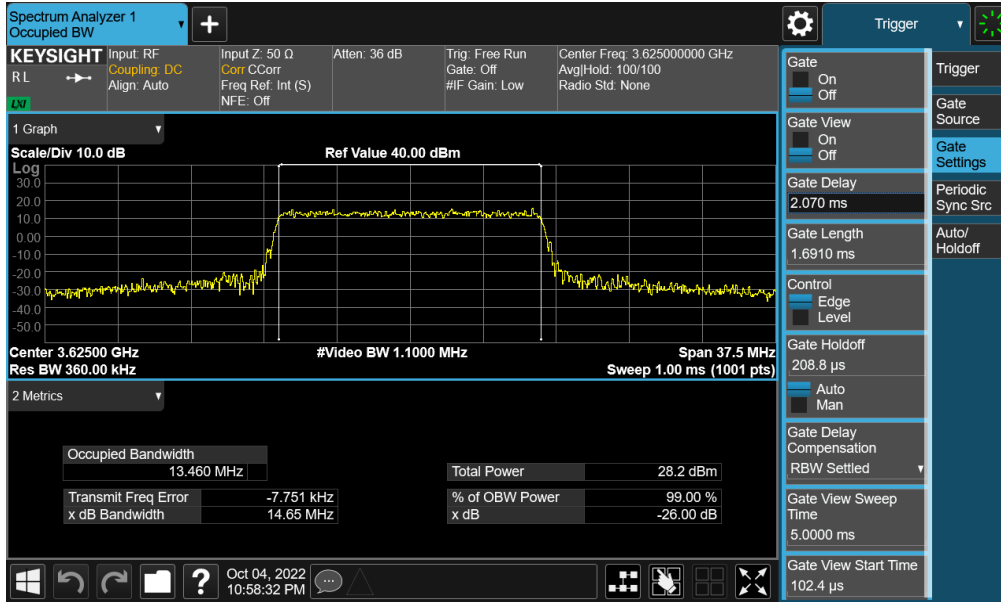 Spectrum Analyzer 1
Occupied BW
+
Trigger
KEYSIGHT
RL
LXI
Input: RF
Coupling: DC
Align: Auto
Input Z: 50 Ω
Corr CCorr
Freq Ref: Int (S)
NFE: Off
Atten: 36 dB
Trig: Free Run
Gate: Off
#IF Gain: Low
Center Freq: 3.625000000 GHz
Avg|Hold: 100/100
Radio Std: None
1 Graph
Scale/Div 10.0 dB
Ref Value 40.00 dBm
Log
30.0
20.0
10.0
0.00
-10.0
-20.0
-30.0
-40.0
-50.0
Center 3.62500 GHz
#Video BW 1.1000 MHz
Span 37.5 MHz
Res BW 360.00 kHz
Sweep 1.00 ms (1001 pts)
2 Metrics
Occupied Bandwidth
13.460 MHz
Total Power 28.2 dBm
Transmit Freq Error -7.751 kHz
% of OBW Power 99.00 %
x dB Bandwidth 14.65 MHz
x dB -26.00 dB
?
Oct 04, 2022
10:58:32 PM
Gate
On
Off
Gate View
On
Off
Gate Delay
2.070 ms
Gate Length
1.6910 ms
Control
Edge
Level
Gate Holdoff
208.8 µs
Auto
Man
Gate Delay
Compensation
RBW Settled
Gate View Sweep
Time
5.0000 ms
Gate View Start Time
102.4 µs
Trigger
Gate
Source
Gate
Settings
Periodic
Sync Src
Auto/
Holdoff